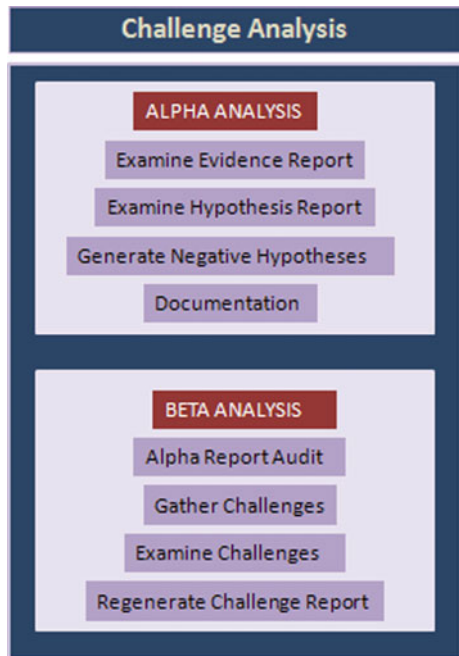 Challenge Analysis
ALPHA ANALYSIS
Examine Evidence Report
Examine Hypothesis Report
Generate Negative Hypotheses
Documentation
BETA ANALYSIS
Alpha Report Audit
Gather Challenges
Examine Challenges
Regenerate Challenge Report